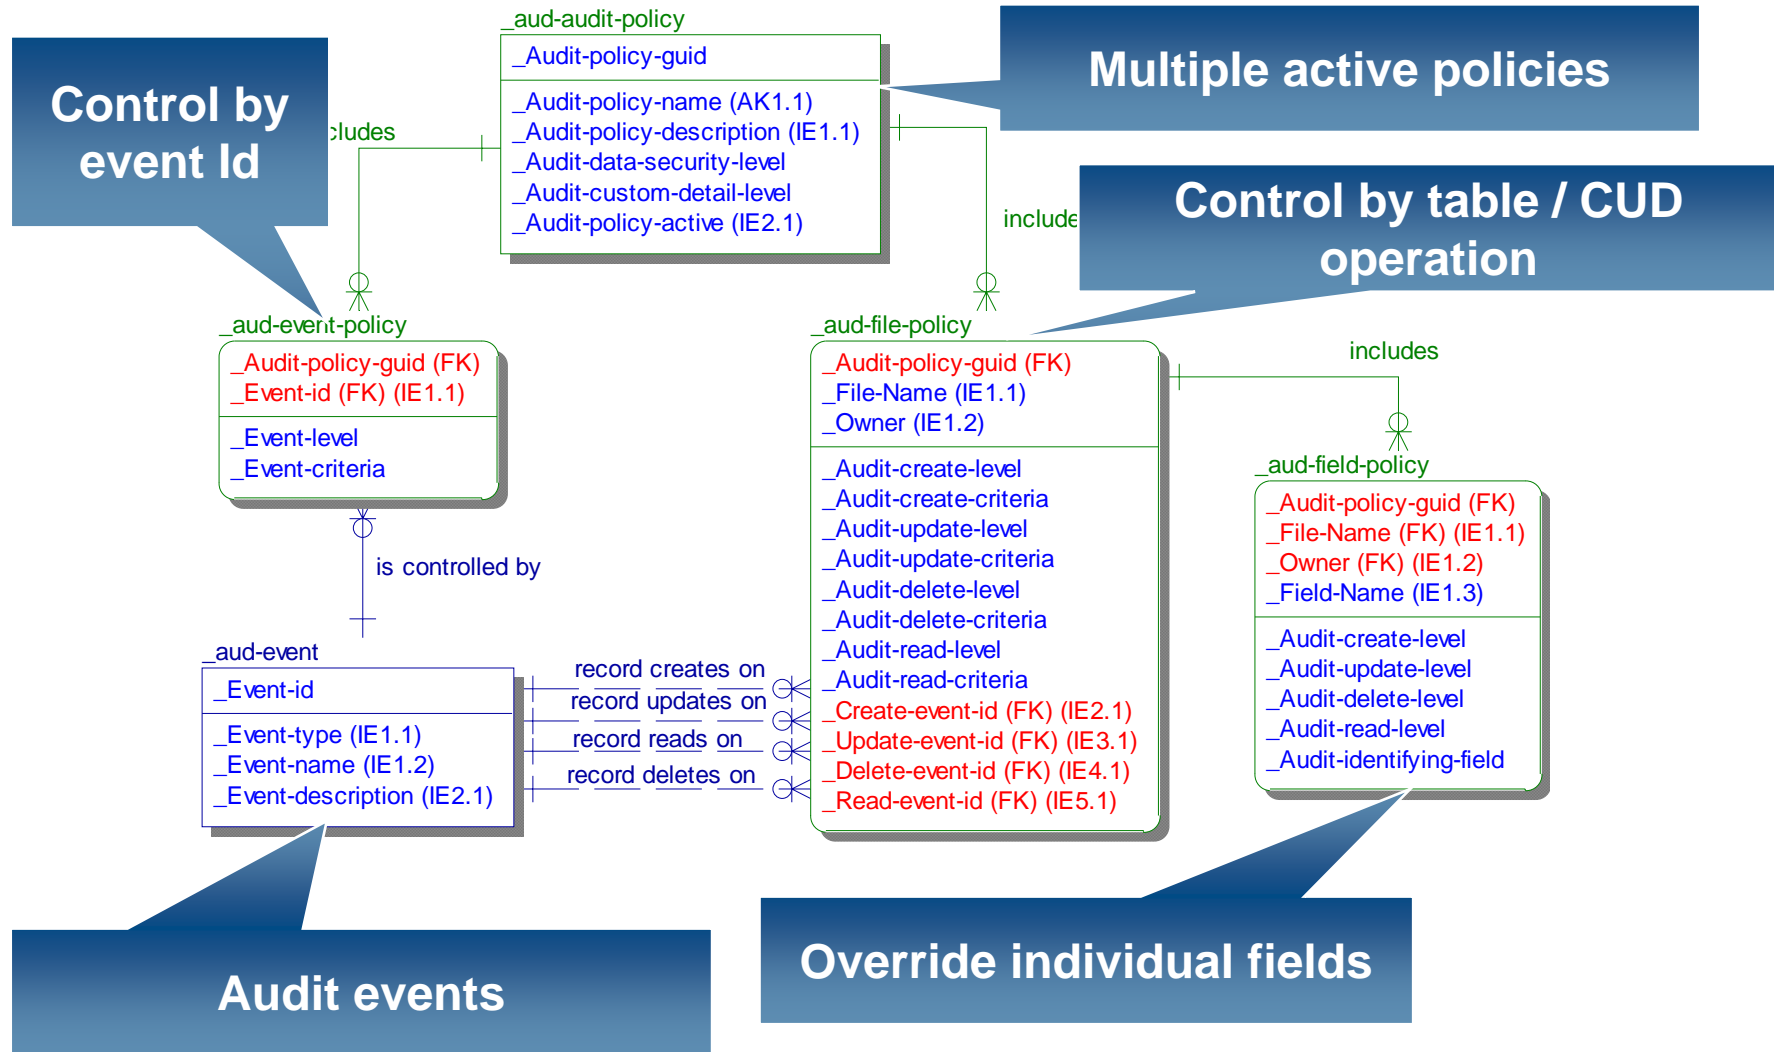 _aud-audit-policy
_Audit-policy-guid
_Audit-policy-name (AK1.1)
_Audit-policy-description (IE1.1)
_Audit-data-security-level
_Audit-custom-detail-level
_Audit-policy-active (IE2.1)
Multiple active policies
Control by
event Id
cludes
include
Control by table / CUD
operation
_aud-event-policy
_Audit-policy-guid (FK)
_Event-id (FK) (IE1.1)
_Event-level
_Event-criteria
is controlled by
_aud-file-policy
_Audit-policy-guid (FK)
_File-Name (IE1.1)
_Owner (IE1.2)
_Audit-create-level
_Audit-create-criteria
_Audit-update-level
_Audit-update-criteria
_Audit-delete-level
_Audit-delete-criteria
_Audit-read-level
_Audit-read-criteria
_Create-event-id (FK) (IE2.1)
_Update-event-id (FK) (IE3.1)
_Delete-event-id (FK) (IE4.1)
_Read-event-id (FK) (IE5.1)
includes
_aud-field-policy
_Audit-policy-guid (FK)
_File-Name (FK) (IE1.1)
_Owner (FK) (IE1.2)
_Field-Name (IE1.3)
_Audit-create-level
_Audit-update-level
_Audit-delete-level
_Audit-read-level
_Audit-identifying-field
_aud-event
_Event-id
_Event-type (IE1.1)
_Event-name (IE1.2)
_Event-description (IE2.1)
record creates on
record updates on
record reads on
record deletes on
Audit events
Override individual fields